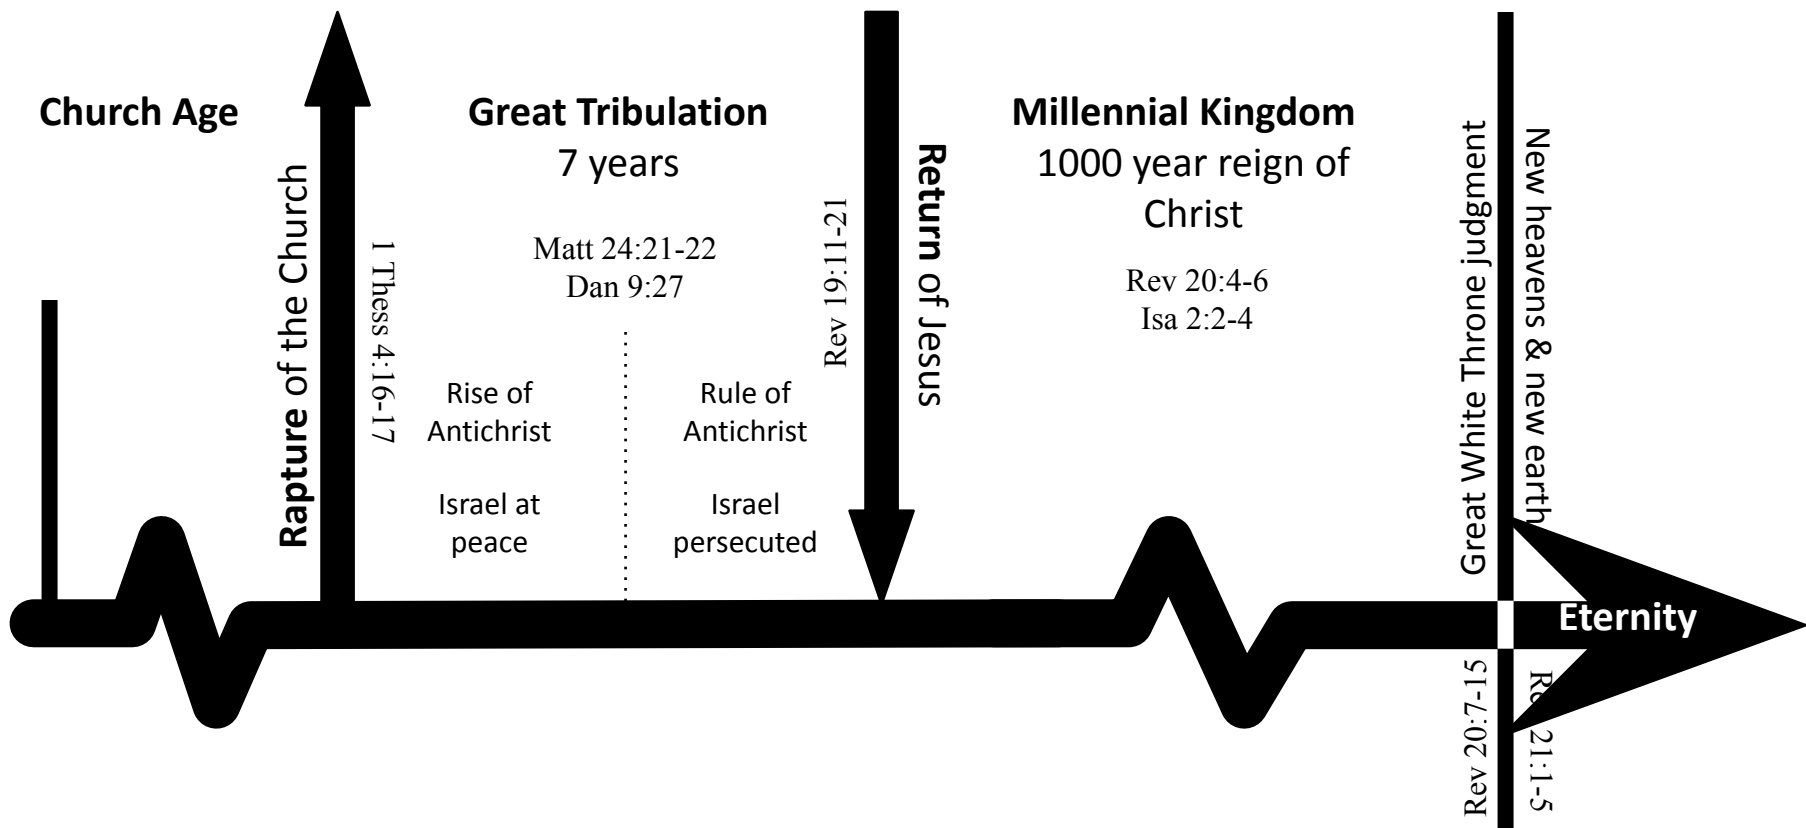 Church Age
Rapture of the Church
1 Thess 4:16-17
Great Tribulation
7 years
Matt 24:21-22
Dan 9:27
Rise of
Antichrist
Israel at
peace
Rule of
Antichrist
Israel
persecuted
Rev 19:11-21
Return of Jesus
Millennial Kingdom
1000 year reign of
Christ
Rev 20:4-6
Isa 2:2-4
Great White Throne judgment
Rev 20:7-15
New heavens & new earth
21:1-5
Eternity